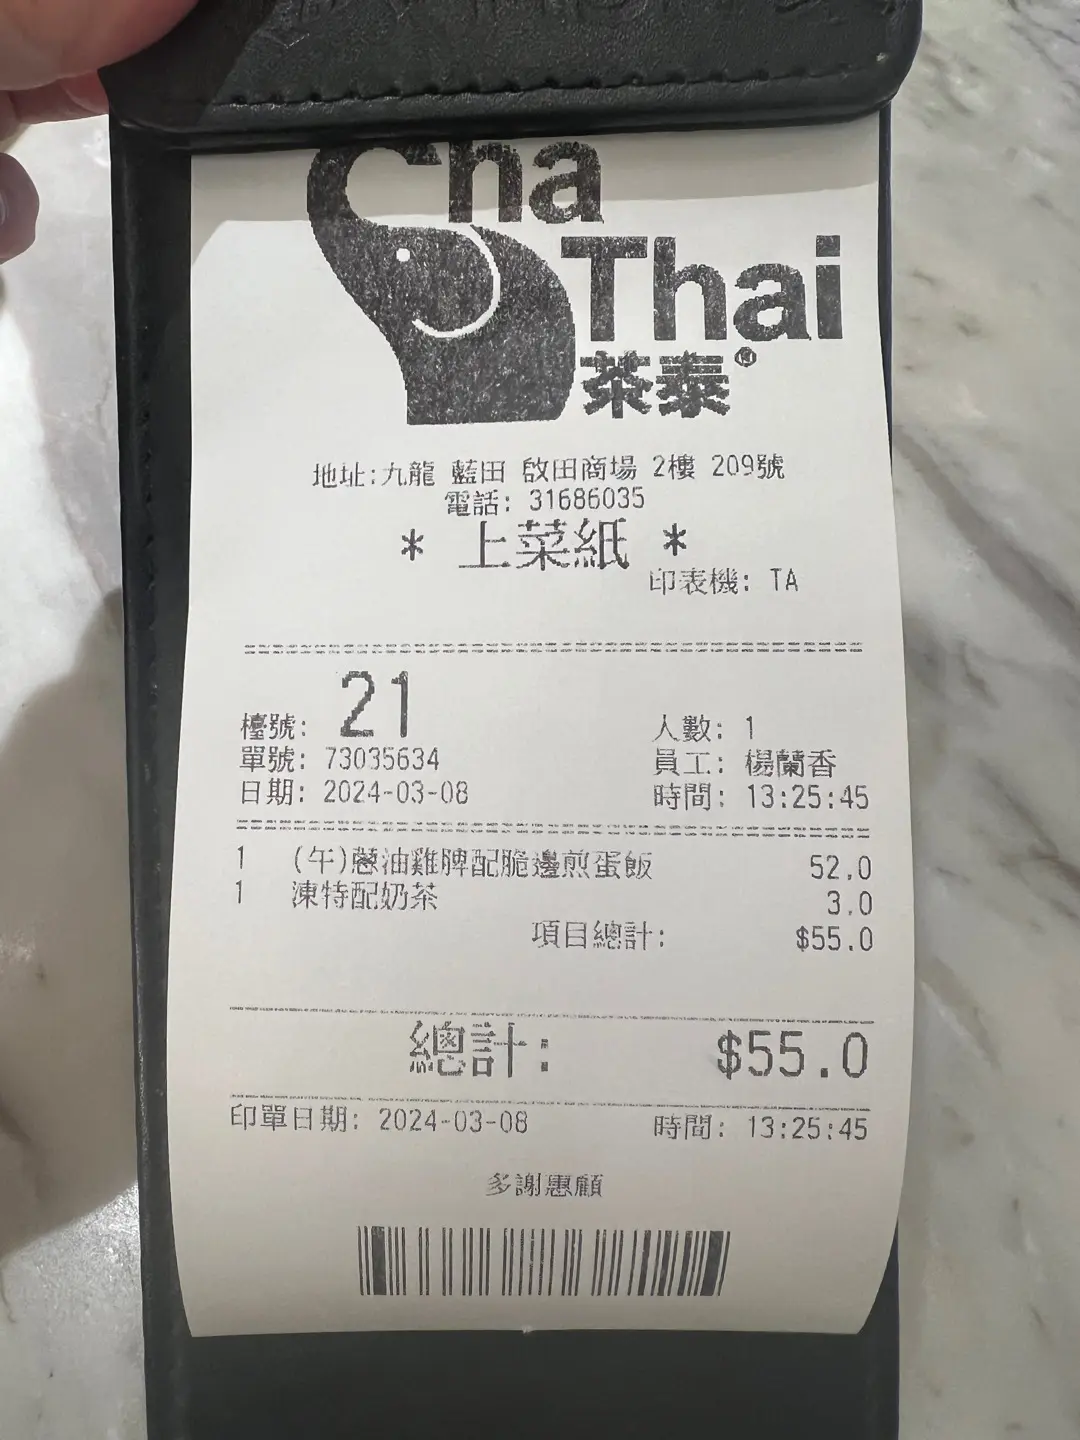 Cha
Thai
茶泰®
地址:九龍 藍田 啟田商場 2樓 209號
電話: 31686035
* 上菜紙 *
印表機: TA
檯號: 21 人數: 1
單號: 73035634 員工: 楊蘭香
日期: 2024-03-08 時間: 13:25:45
1 (午)蔥油雞脾配脆邊煎蛋飯 52.0
1 凍特配奶茶 3.0
項目總計: $55.0
總計: $55.0
印單日期: 2024-03-08 時間: 13:25:45
多謝惠顧